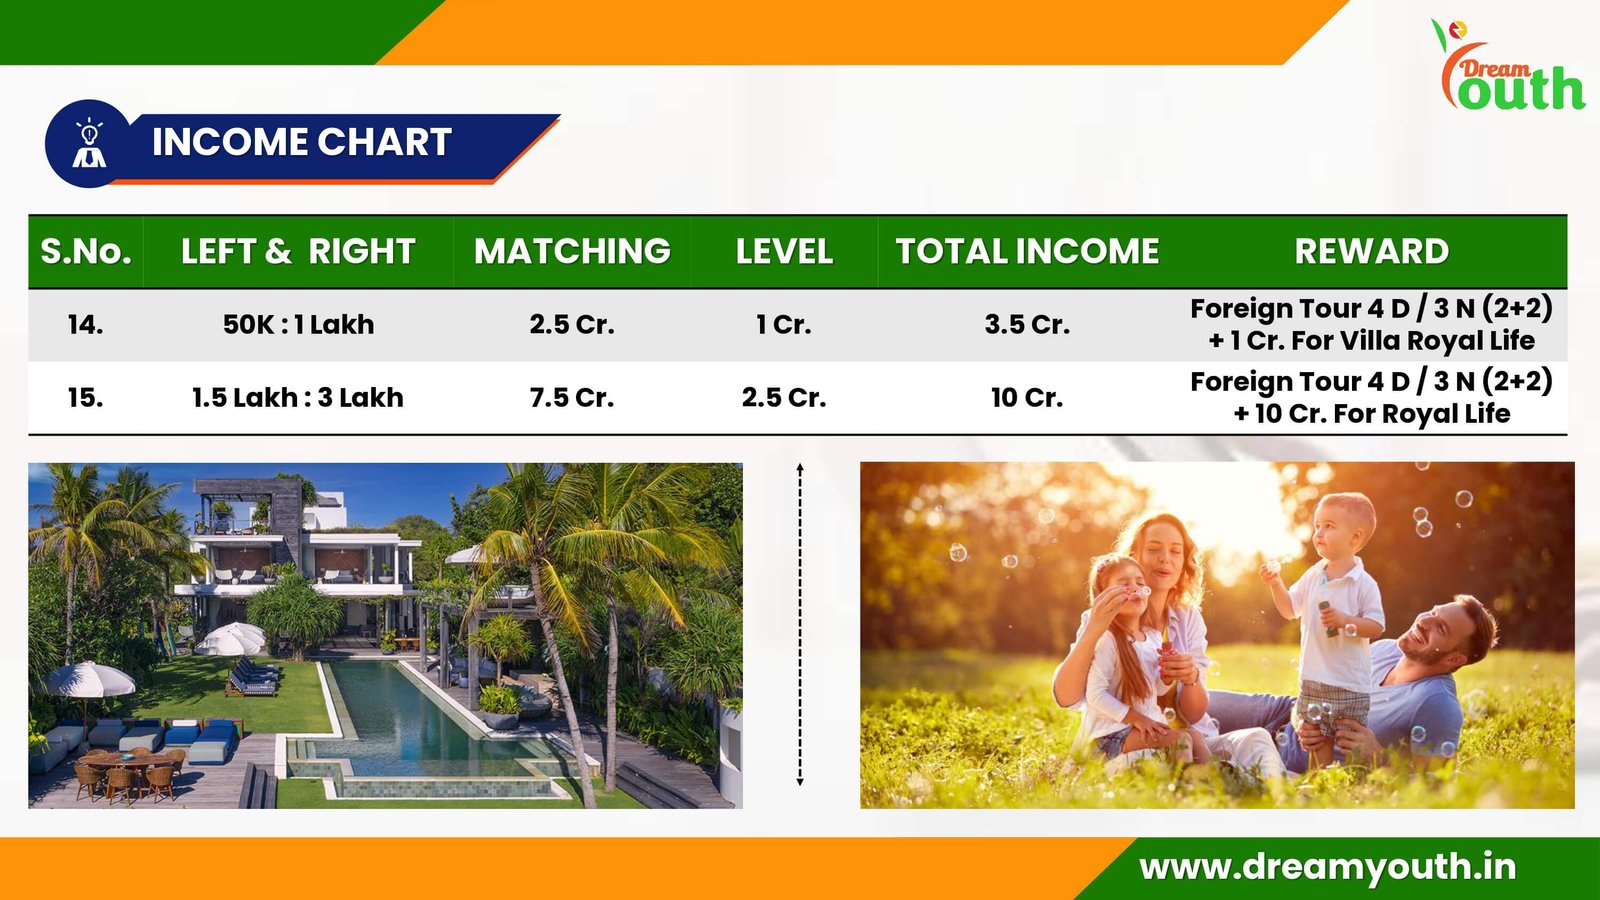 Dream
Youth
INCOME CHART
S.No. LEFT & RIGHT MATCHING LEVEL TOTAL INCOME REWARD
14. 50K : 1 Lakh 2.5 Cr. 1 Cr. 3.5 Cr. Foreign Tour 4 D / 3 N (2+2)
+ 1 Cr. For Villa Royal Life
15. 1.5 Lakh : 3 Lakh 7.5 Cr. 2.5 Cr. 10 Cr. Foreign Tour 4 D / 3 N (2+2)
+ 10 Cr. For Royal Life
www.dreamyouth.in